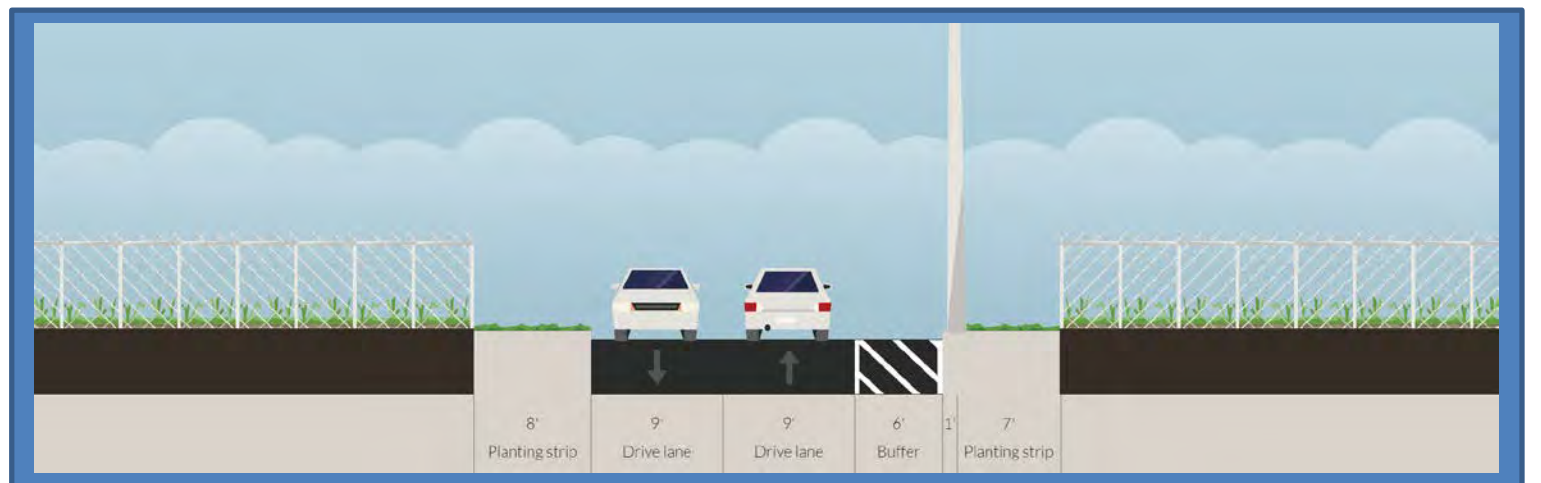 8' 9' 9' 6' 1' 7'
Planting strip Drive lane Drive lane Buffer Planting strip